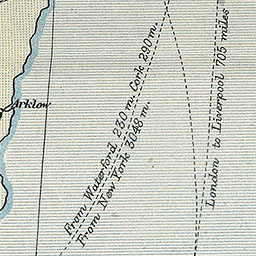 Arklow
From Waterford 230 m. Cork 290 m.
From New York 3048 m.
London to Liverpool 705 miles